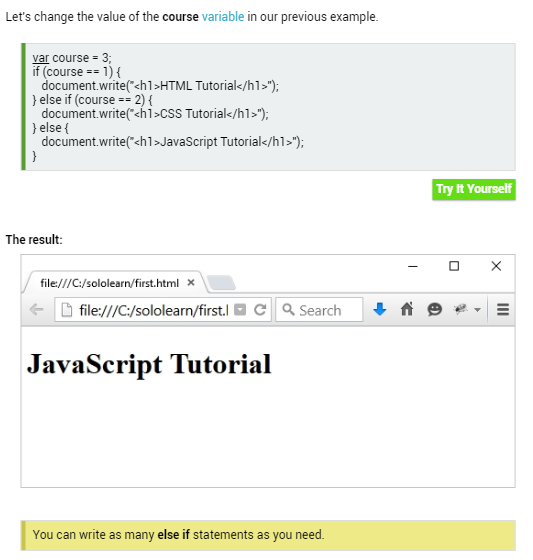 Let's change the value of the course variable in our previous example.
var course = 3;
if (course == 1) {
document.write("<h1>HTML Tutorial</h1>");
} else if (course == 2) {
document.write("<h1>CSS Tutorial</h1>");
} else {
document.write("<h1>JavaScript Tutorial</h1>");
}
Try It Yourself
The result:
file:///C:/sololearn/first.html
file:///C:/sololearn/first.l
Search
JavaScript Tutorial
You can write as many else if statements as you need.